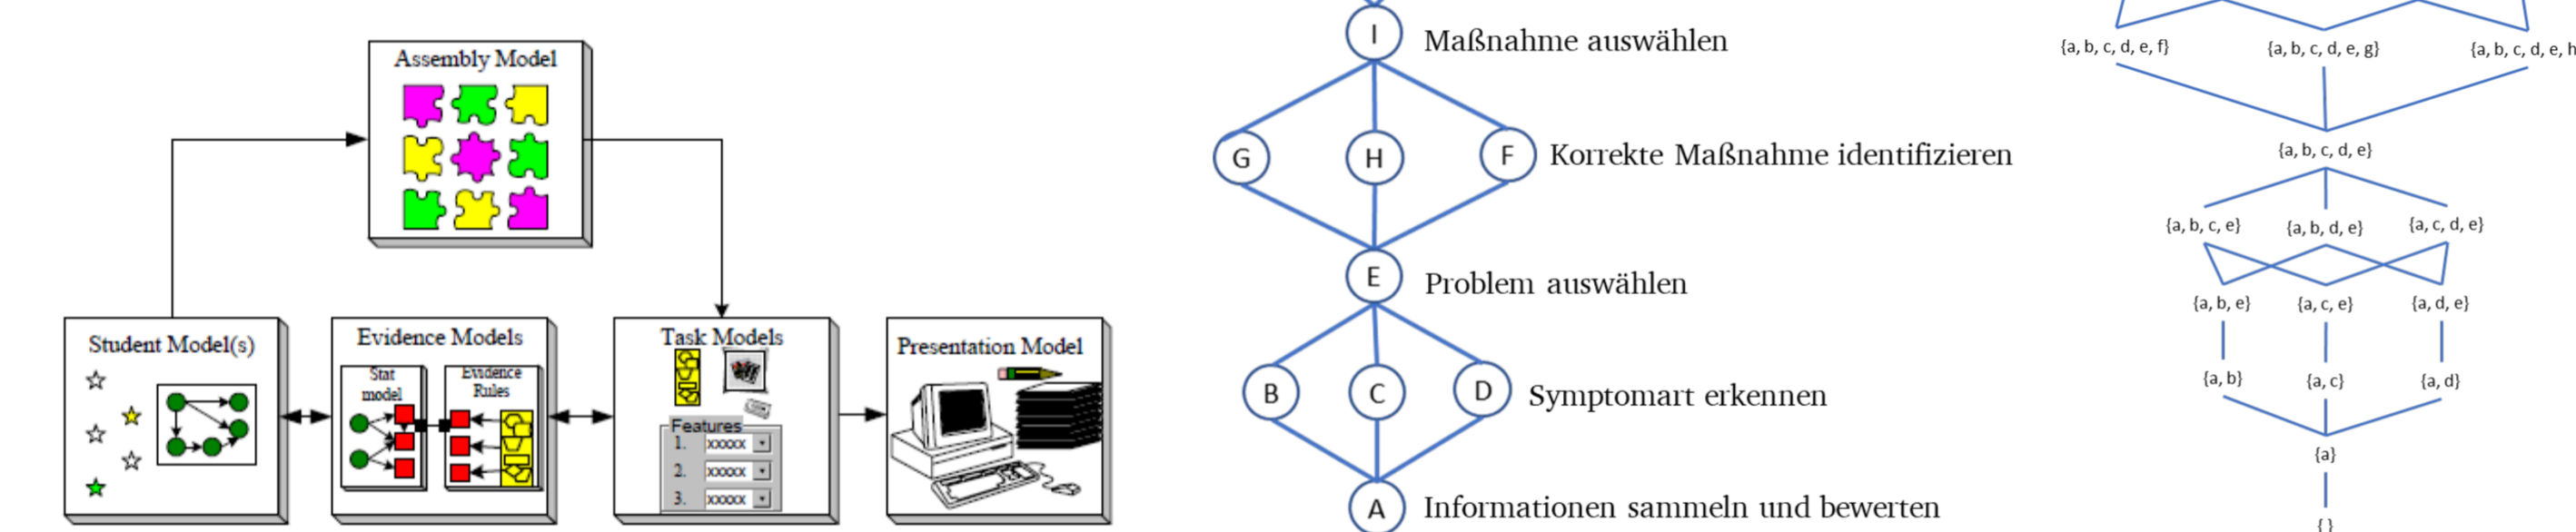 Assembly Model
Student Model(s)
Evidence Models
Stat
model
Evidence
Rules
Task Models
Features
1. xxxxx
2. xxxxx
3. xxxxx
Presentation Model
I Maßnahme auswählen
G H F Korrekte Maßnahme identifizieren
E Problem auswählen
B C D Symptomart erkennen
A Informationen sammeln und bewerten
{a, b, c, d, e, f} {a, b, c, d, e, g} {a, b, c, d, e, h
{a, b, c, d, e}
{a, b, c, e} {a, b, d, e} {a, c, d, e}
{a, b, e} {a, c, e} {a, d, e}
{a, b} {a, c} {a, d}
{a}
{ }